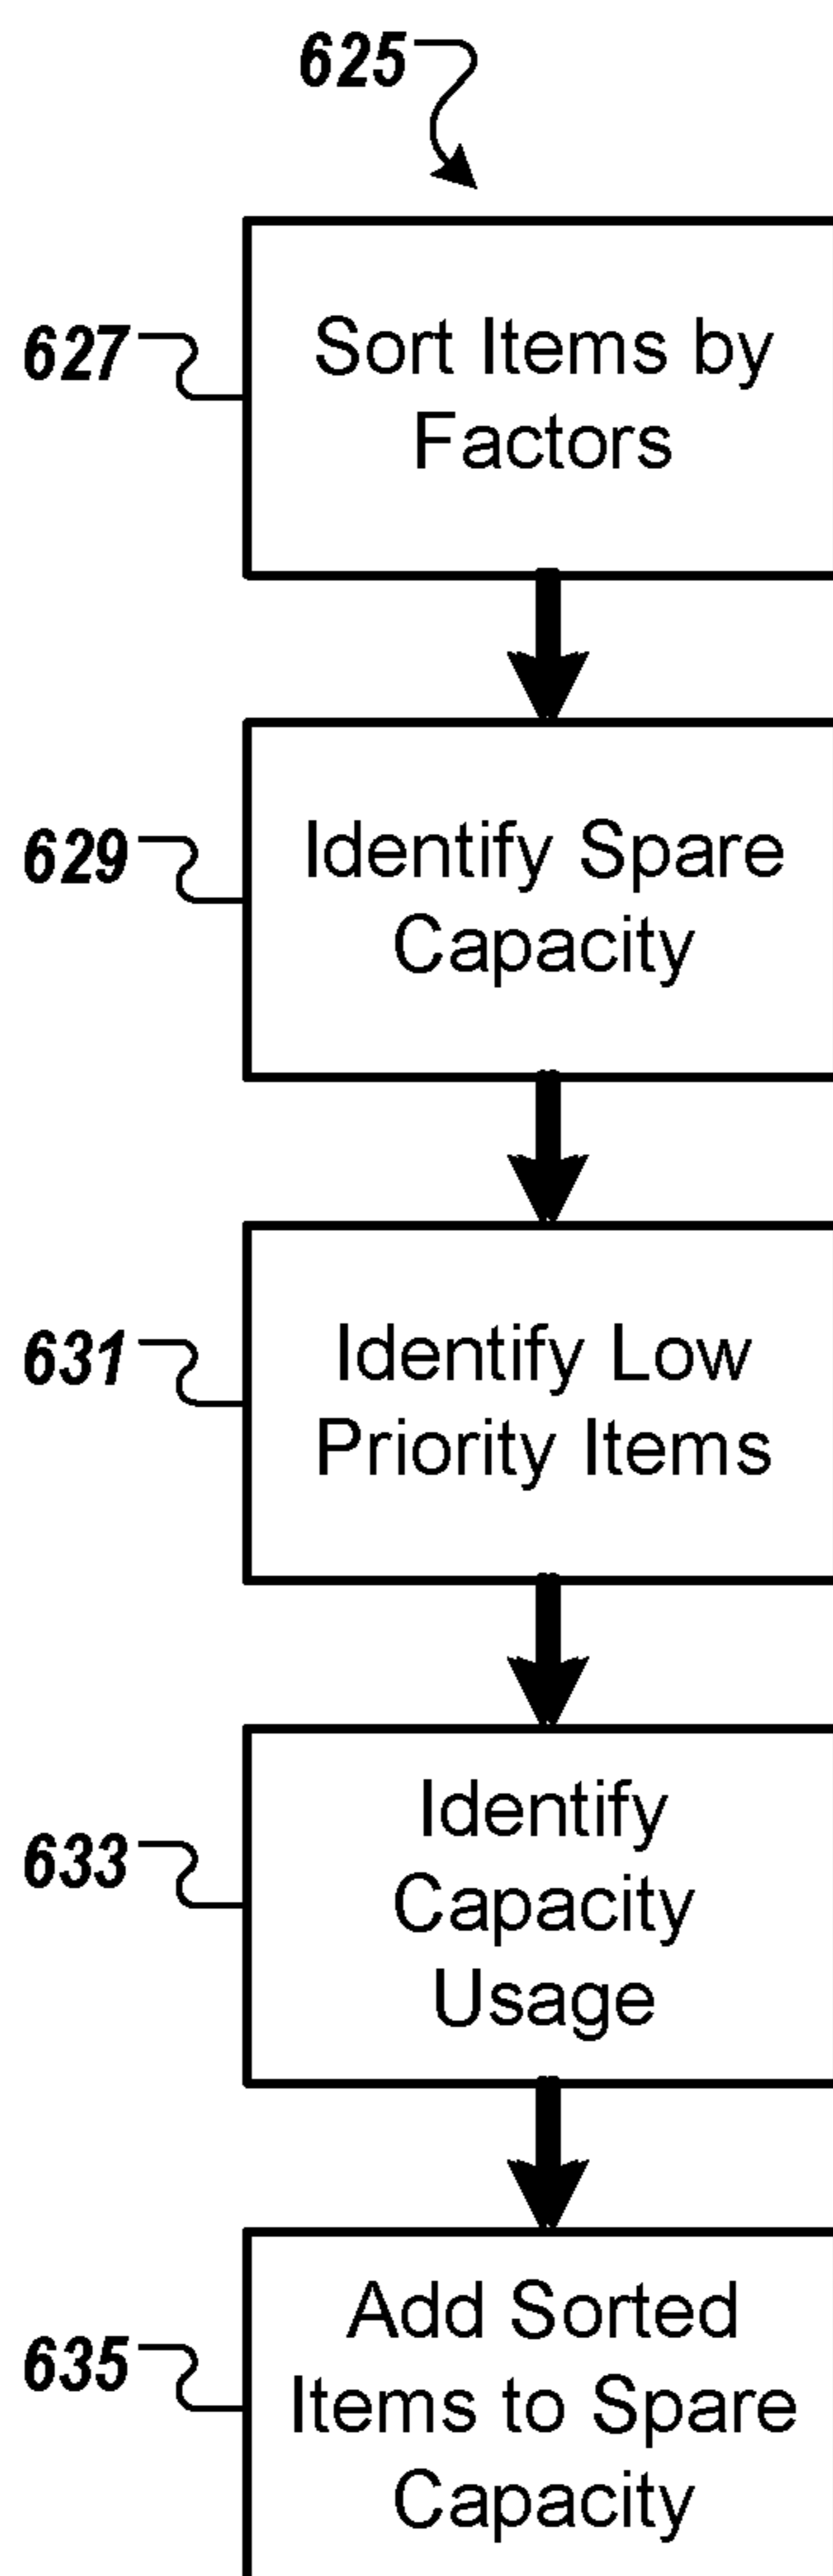 625
627
Sort Items by
Factors
629
Identify Spare
Capacity
631
Identify Low
Priority Items
633
Identify
Capacity
Usage
635
Add Sorted
Items to Spare
Capacity